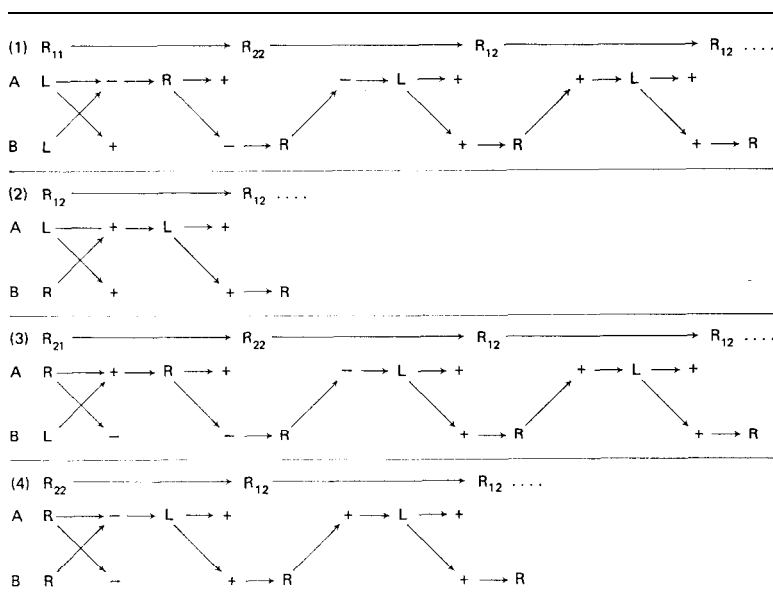 (1) R₁₁ ⟶ R₂₂ ⟶ R₁₂ ⟶ R₁₂ ....
A L ⟶ – ⟶ R ⟶ + – ⟶ L ⟶ + + ⟶ L ⟶ +
B L + – ⟶ R + ⟶ R + ⟶ R
(2) R₁₂ ⟶ R₁₂ ....
A L — + ⟶ L ⟶ +
B R + + ⟶ R
(3) R₂₁ ⟶ R₂₂ ⟶ R₁₂ ⟶ R₁₂ ....
A R ⟶ + ⟶ R ⟶ + – ⟶ L ⟶ + + ⟶ L ⟶ +
B L – – ⟶ R + ⟶ R + ⟶ R
(4) R₂₂ ⟶ R₁₂ ⟶ R₁₂ ....
A R ⟶ – ⟶ L ⟶ + + ⟶ L ⟶ +
B R – + ⟶ R + ⟶ R